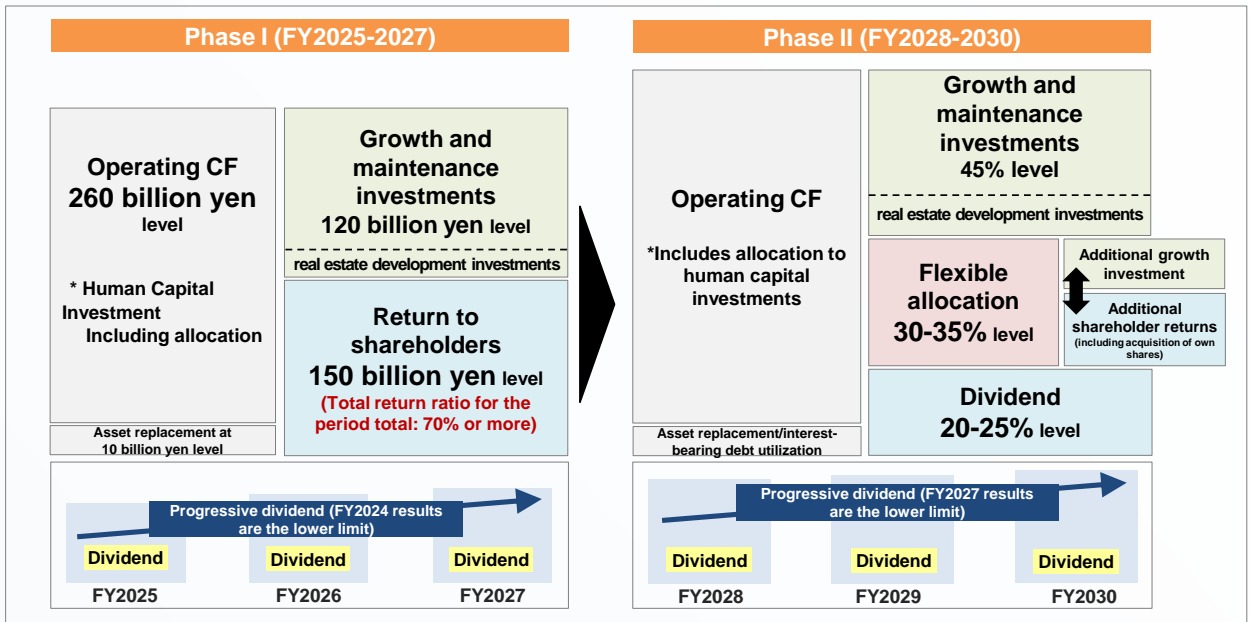 Phase I (FY2025-2027)
Operating CF
260 billion yen
level
* Human Capital
Investment
Including allocation
Asset replacement at
10 billion yen level
Growth and
maintenance
investments
120 billion yen level
real estate development investments
Return to
shareholders
150 billion yen level
(Total return ratio for the
period total: 70% or more)
Progressive dividend (FY2024 results
are the lower limit)
Dividend
Dividend
Dividend
FY2025
FY2026
FY2027
Phase II (FY2028-2030)
Operating CF
*Includes allocation to
human capital
investments
Asset replacement/interest-
bearing debt utilization
Growth and
maintenance
investments
45% level
real estate development investments
Flexible
allocation
30-35% level
Additional growth
investment
Additional
shareholder returns
(including acquisition of own
shares)
Dividend
20-25% level
Progressive dividend (FY2027 results
are the lower limit)
Dividend
Dividend
Dividend
FY2028
FY2029
FY2030